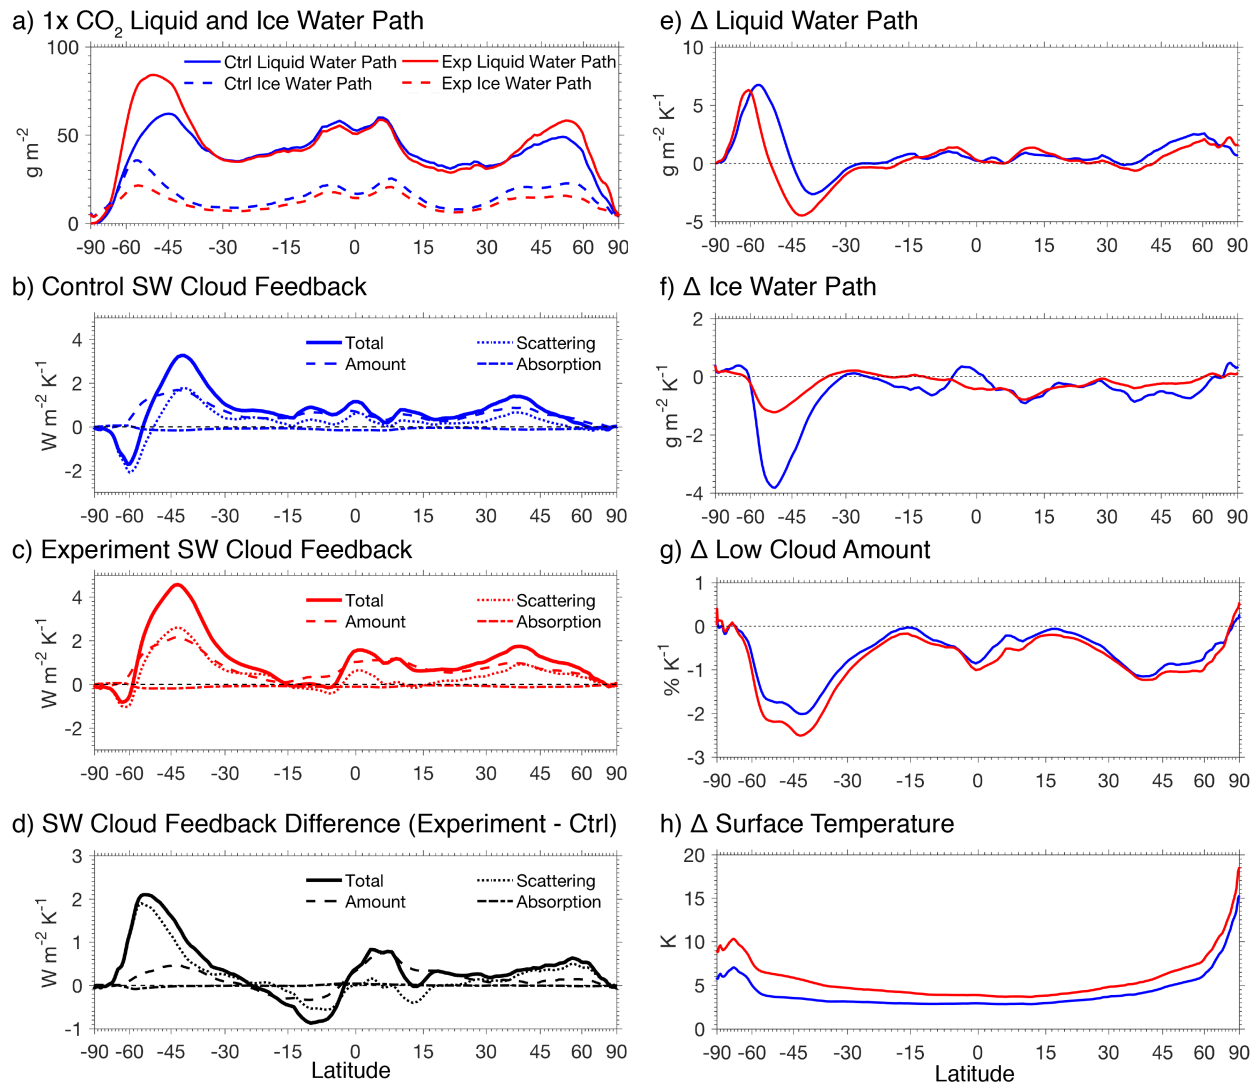 a) 1x CO2 Liquid and Ice Water Path
100
50
0
g m-2
Ctrl Liquid Water Path
Exp Liquid Water Path
Ctrl Ice Water Path
Exp Ice Water Path
-90 -60 -45 -30 -15 0 15 30 45 60 90
b) Control SW Cloud Feedback
4
2
0
-2
W m-2 K-1
Total
Scattering
Amount
Absorption
-90 -60 -45 -30 -15 0 15 30 45 60 90
c) Experiment SW Cloud Feedback
4
2
0
-2
W m-2 K-1
Total
Scattering
Amount
Absorption
-90 -60 -45 -30 -15 0 15 30 45 60 90
d) SW Cloud Feedback Difference (Experiment - Ctrl)
3
2
1
0
-1
W m-2 K-1
Total
Scattering
Amount
Absorption
-90 -60 -45 -30 -15 0 15 30 45 60 90
Latitude
e) Δ Liquid Water Path
10
5
0
-5
g m-2 K-1
-90 -60 -45 -30 -15 0 15 30 45 60 90
f) Δ Ice Water Path
2
0
-2
-4
g m-2 K-1
-90 -60 -45 -30 -15 0 15 30 45 60 90
g) Δ Low Cloud Amount
1
0
-1
-2
-3
% K-1
-90 -60 -45 -30 -15 0 15 30 45 60 90
h) Δ Surface Temperature
20
15
10
5
0
K
-90 -60 -45 -30 -15 0 15 30 45 60 90
Latitude